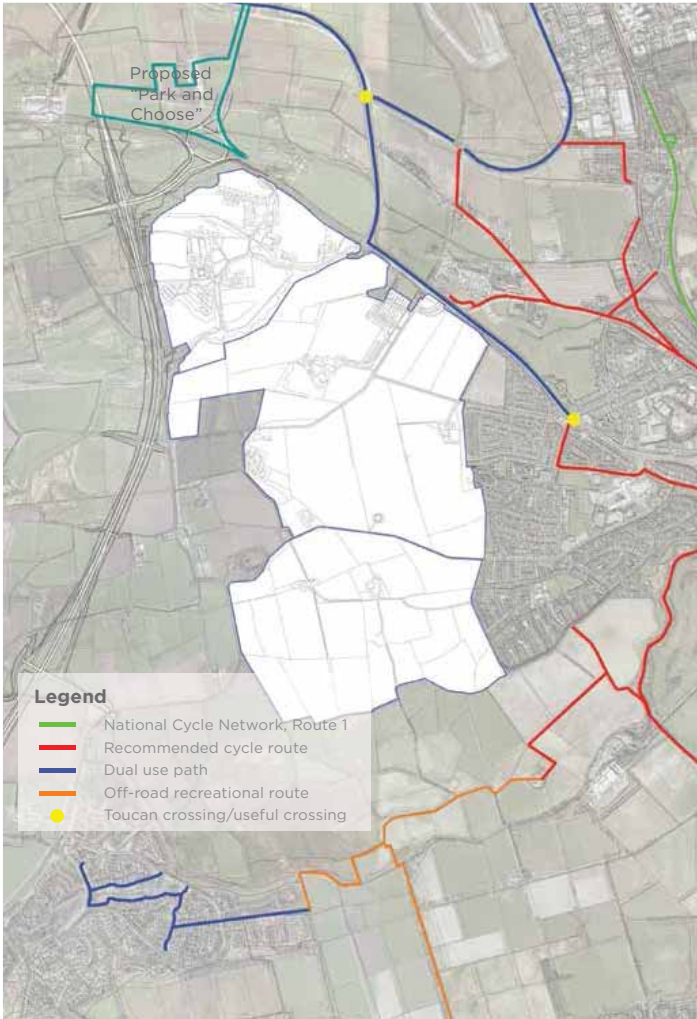 Proposed
"Park and
Choose"
Legend
National Cycle Network, Route 1
Recommended cycle route
Dual use path
Off-road recreational route
Toucan crossing/useful crossing